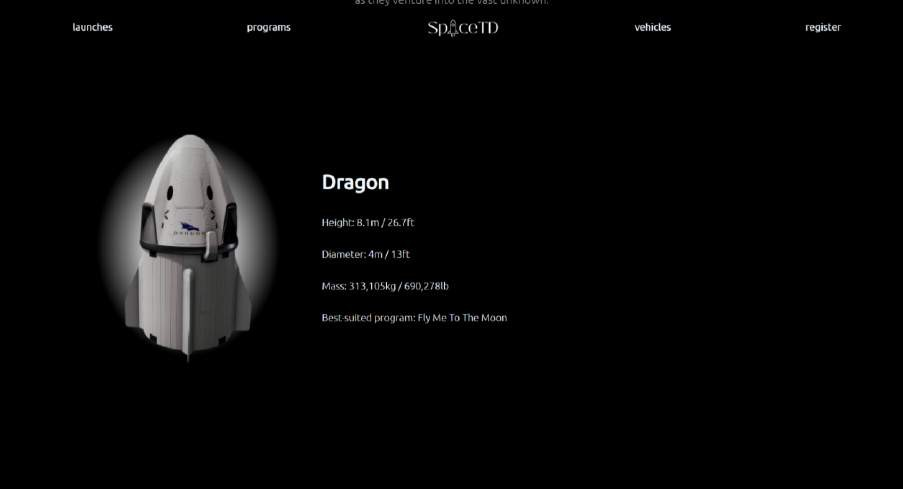 as they venture into the vast unknown.
launches programs SpaceTD vehicles register
Dragon
Height: 8.1m / 26.7ft
Diameter: 4m / 13ft
Mass: 313,105kg / 690,278lb
Best-suited program: Fly Me To The Moon